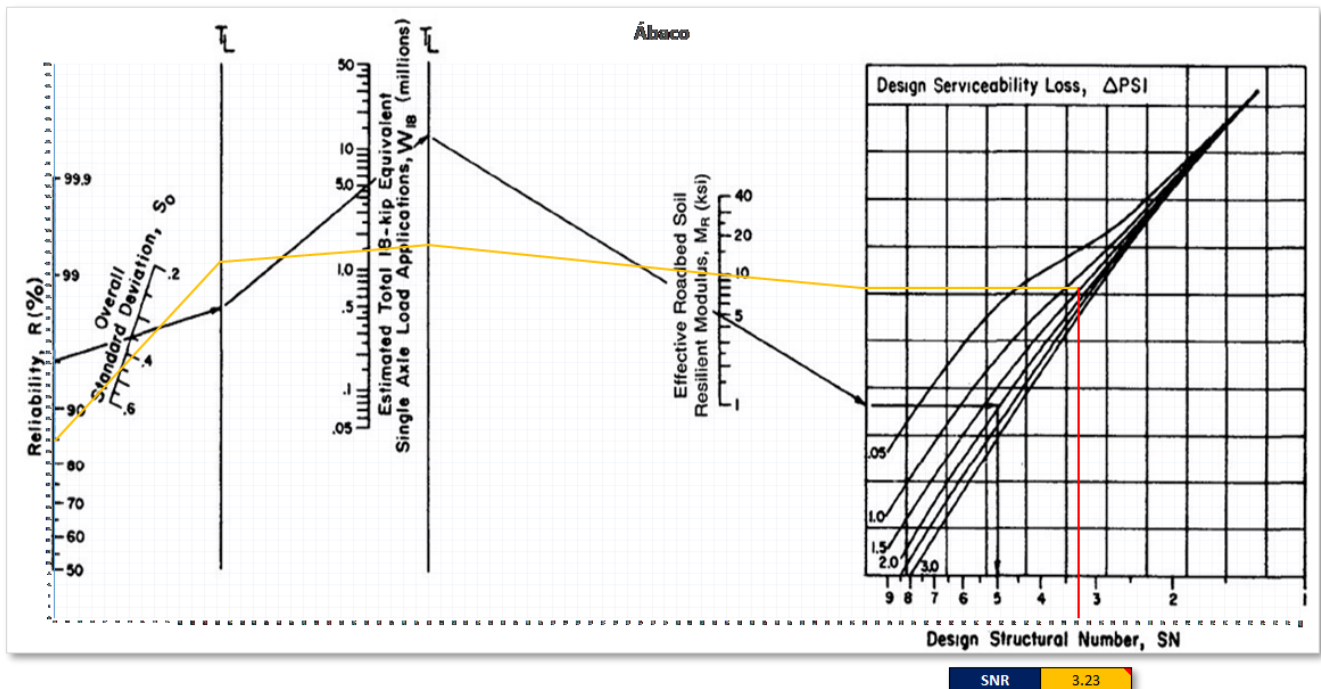 Ábaco
TL
TL
Reliability, R (%)
99.9
99
90
80
70
60
50
Overall
Standard Deviation, So
.2
.4
.6
Estimated Total 18-kip Equivalent
Single Axle Load Applications, W18 (millions)
50
10
5.0
1.0
.5
.1
.05
Effective Roadbed Soil
Resilient Modulus, MR (ksi)
40
20
10
5
1
Design Serviceability Loss, ΔPSI
.05
1.0
1.5
2.0
3.0
9 8 7 6 5 4 3 2 1
Design Structural Number, SN
SNR 3.23